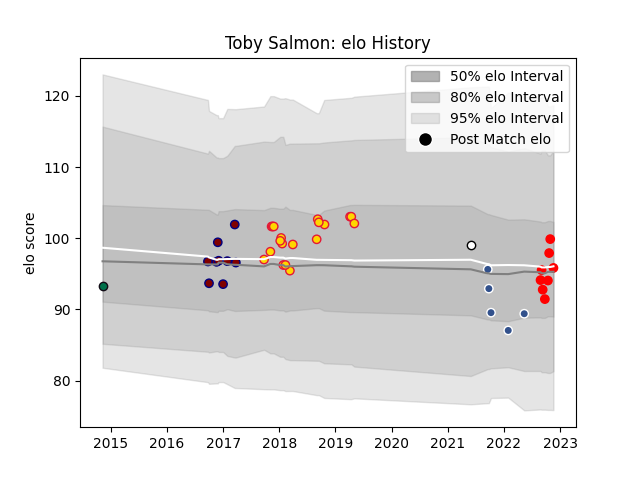 Toby Salmon: elo History
50% elo Interval
80% elo Interval
95% elo Interval
Post Match elo
elo score
120
110
100
90
80
2015 2016 2017 2018 2019 2020 2021 2022 2023